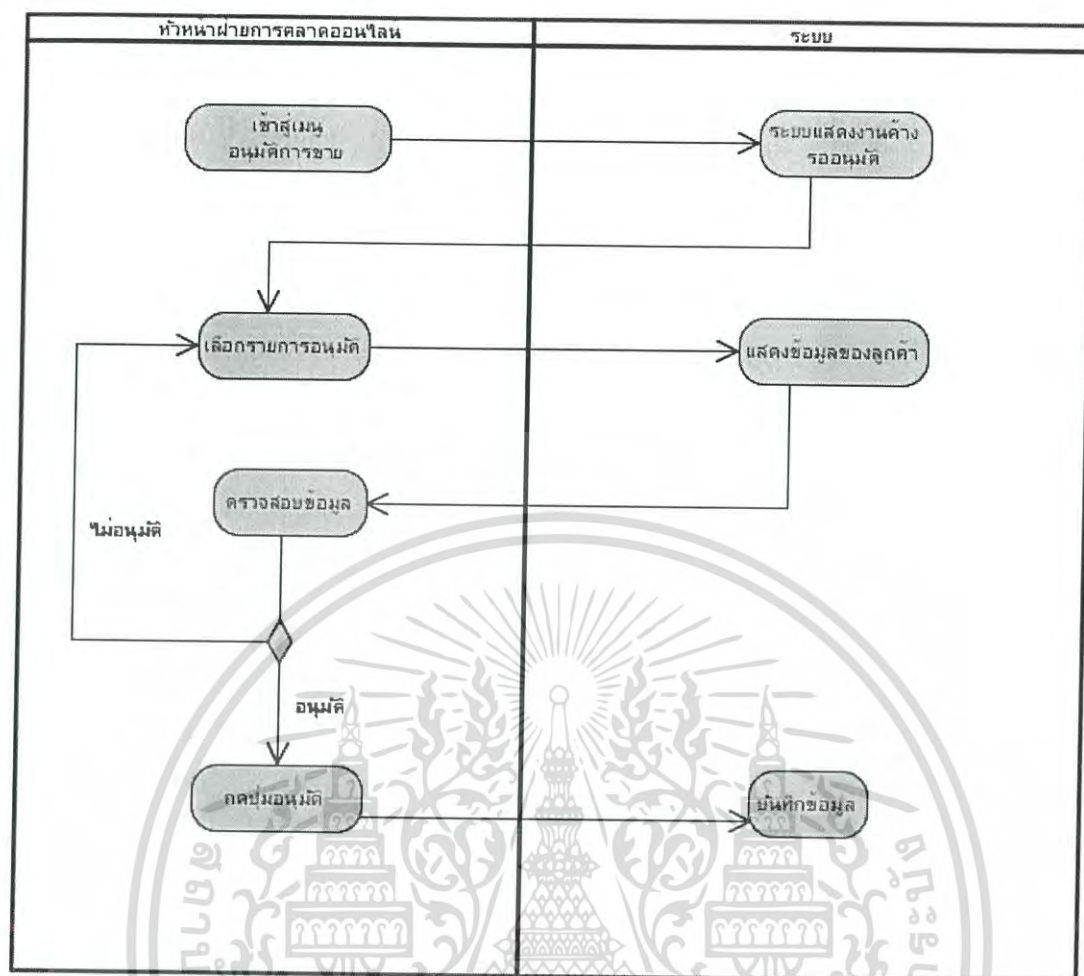 หัวหน้าฝ่ายการตลาดออนไลน์
ระบบ
เข้าสู่เมนู
อนุมัติการขาย
ระบบแสดงงานค้าง
รออนุมัติ
เลือกรายการอนุมัติ
แสดงข้อมูลของลูกค้า
ตรวจสอบข้อมูล
ไม่อนุมัติ
อนุมัติ
กดปุ่มอนุมัติ
บันทึกข้อมูล